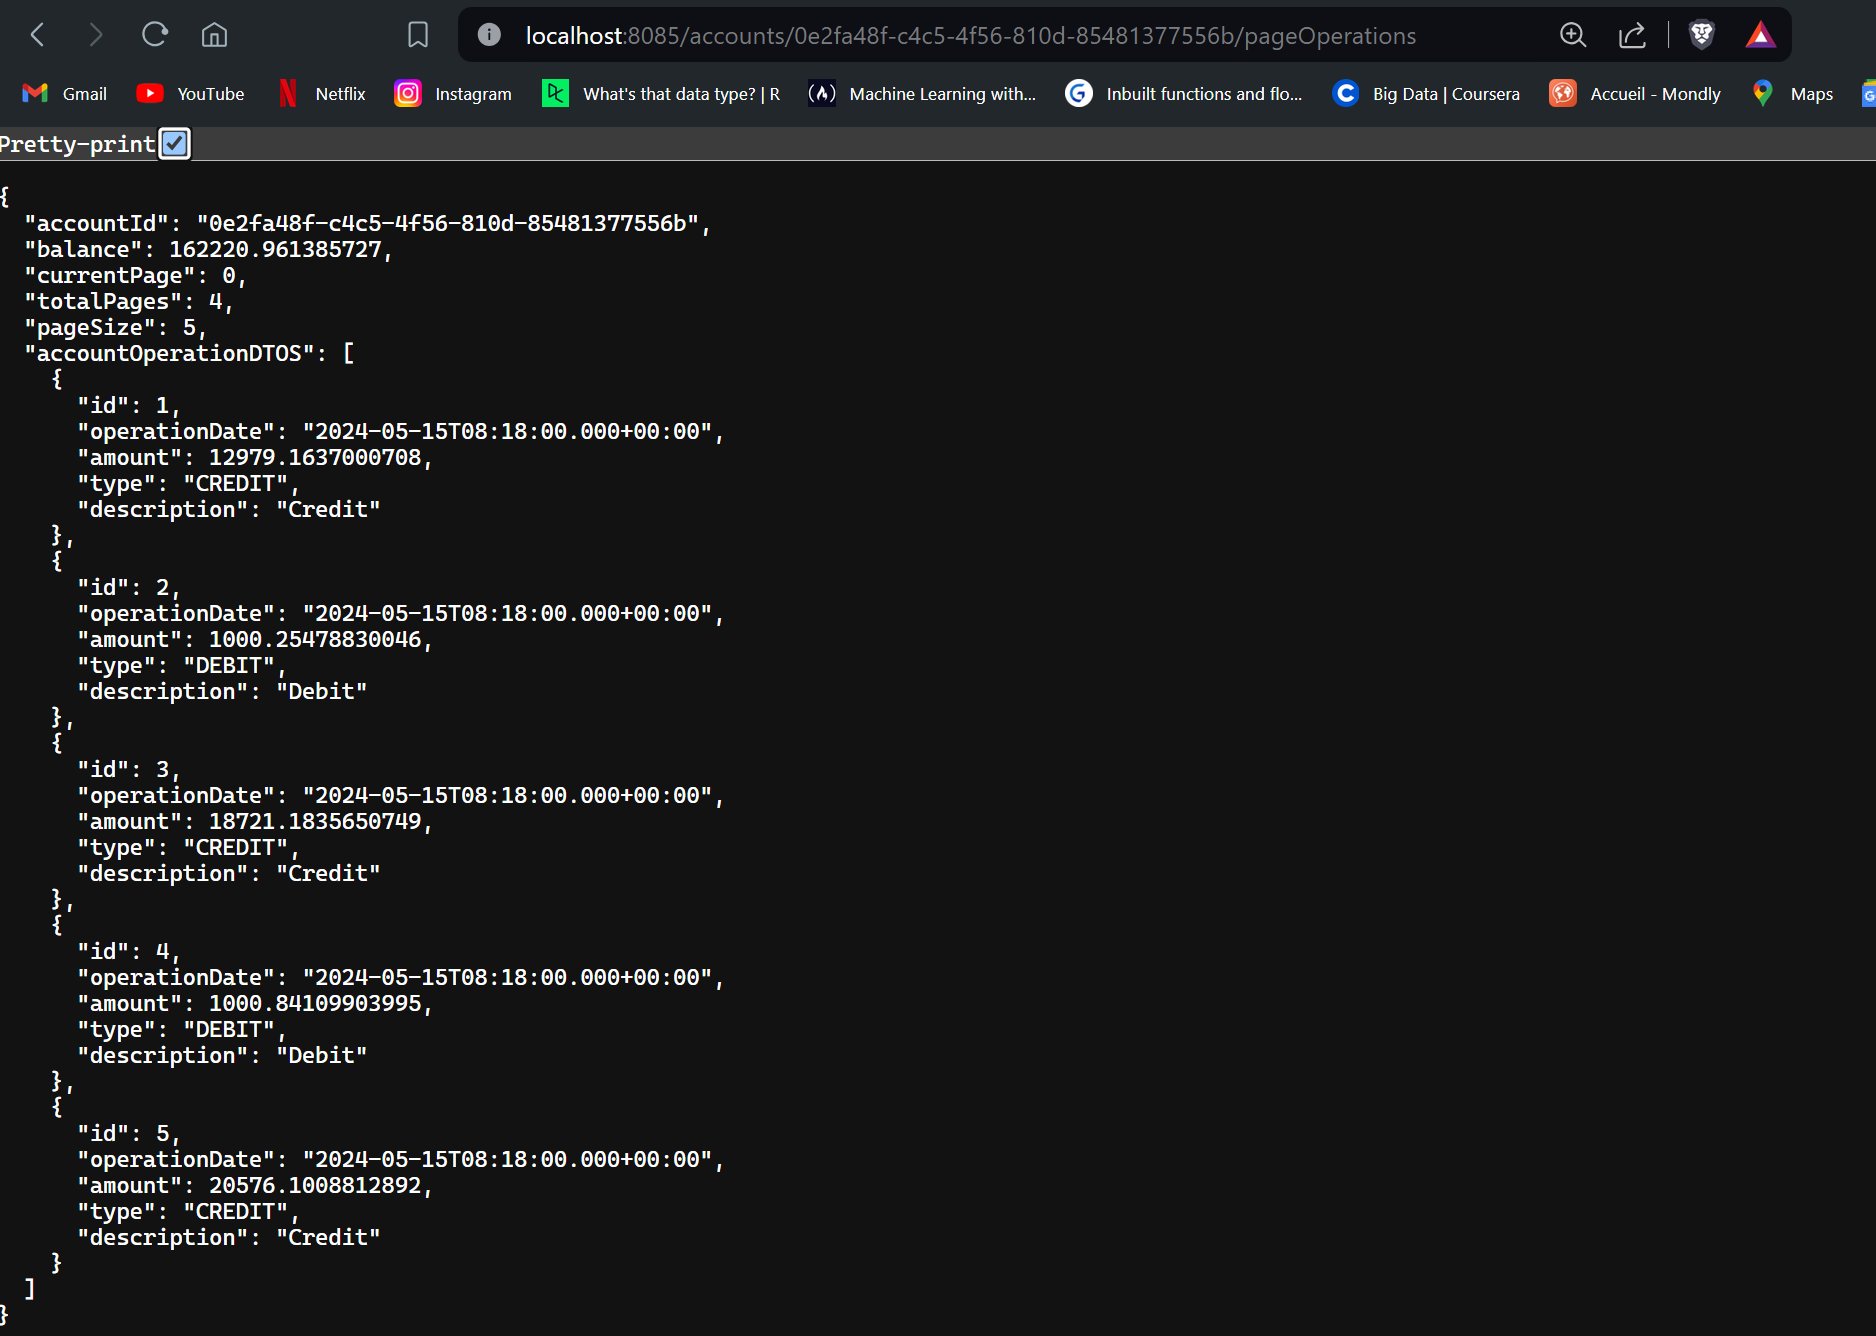 localhost:8085/accounts/0e2fa48f-c4c5-4f56-810d-85481377556b/pageOperations
Gmail YouTube Netflix Instagram What's that data type? | R Machine Learning with... Inbuilt functions and flo... Big Data | Coursera Accueil - Mondly Maps
Pretty-print
{
  "accountId": "0e2fa48f-c4c5-4f56-810d-85481377556b",
  "balance": 162220.961385727,
  "currentPage": 0,
  "totalPages": 4,
  "pageSize": 5,
  "accountOperationDTOS": [
    {
      "id": 1,
      "operationDate": "2024-05-15T08:18:00.000+00:00",
      "amount": 12979.1637000708,
      "type": "CREDIT",
      "description": "Credit"
    },
    {
      "id": 2,
      "operationDate": "2024-05-15T08:18:00.000+00:00",
      "amount": 1000.25478830046,
      "type": "DEBIT",
      "description": "Debit"
    },
    {
      "id": 3,
      "operationDate": "2024-05-15T08:18:00.000+00:00",
      "amount": 18721.1835650749,
      "type": "CREDIT",
      "description": "Credit"
    },
    {
      "id": 4,
      "operationDate": "2024-05-15T08:18:00.000+00:00",
      "amount": 1000.84109903995,
      "type": "DEBIT",
      "description": "Debit"
    },
    {
      "id": 5,
      "operationDate": "2024-05-15T08:18:00.000+00:00",
      "amount": 20576.1008812892,
      "type": "CREDIT",
      "description": "Credit"
    }
  ]
}